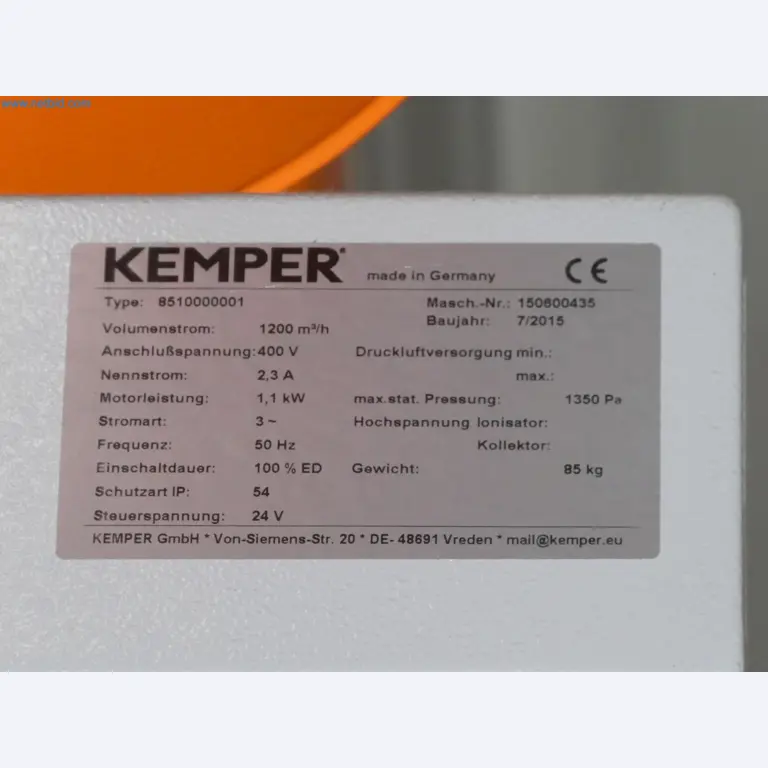 KEMPER made in Germany CE
Type: 8510000001 Masch.-Nr.: 150600435
Baujahr: 7/2015
Volumenstrom: 1200 m³/h
Anschlußspannung: 400 V Druckluftversorgung min.:
Nennstrom: 2,3 A max.:
Motorleistung: 1,1 kW max.stat. Pressung: 1350 Pa
Stromart: 3 ~ Hochspannung Ionisator:
Frequenz: 50 Hz Kollektor:
Einschaltdauer: 100 % ED Gewicht: 85 kg
Schutzart IP: 54
Steuerspannung: 24 V
KEMPER GmbH * Von-Siemens-Str. 20 * DE- 48691 Vreden * mail@kemper.eu